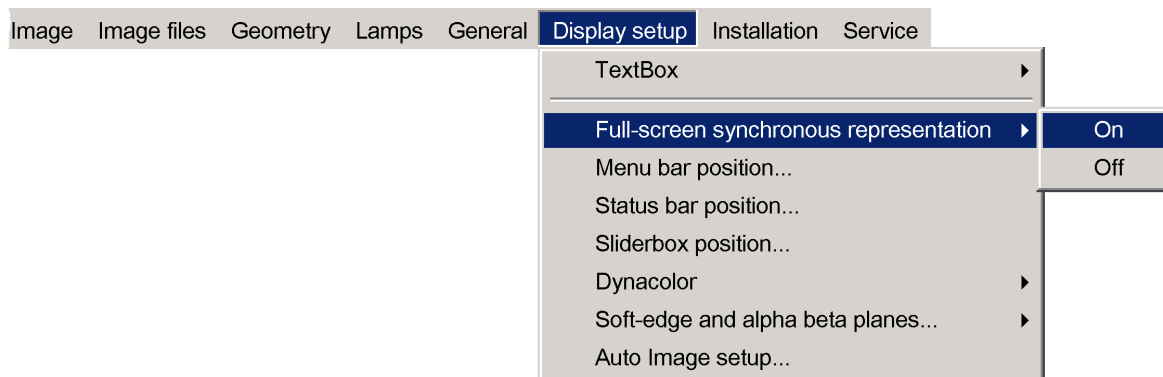 Image Image files Geometry Lamps General Display setup Installation Service
TextBox
Full-screen synchronous representation
On
Off
Menu bar position...
Status bar position...
Sliderbox position...
Dynacolor
Soft-edge and alpha beta planes...
Auto Image setup...